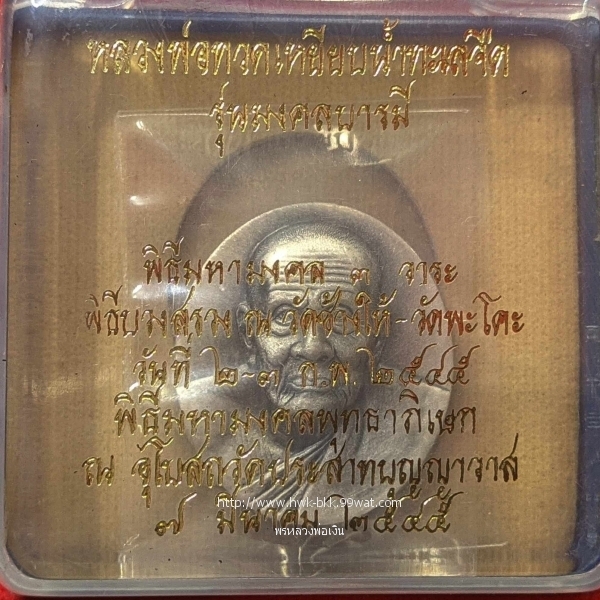 หลวงพ่อทวดเหยียบน้ำทะเลจืด
รุ่นมงคลบารมี
พิธีมหามงคล ๓ วาระ
พิธีบวงสรวง ณ วัดช้างให้-วัดพะโคะ
วันที่ ๒-๓ ก.พ. ๒๕๔๕
พิธีมหามงคลพุทธาภิเษก
ณ อุโบสถวัดประสาทบุญญาวาส
http://www.hwk-bkk.99wat.com/
๗ มีนาคม ๒๕๔๕
พรหลวงพ่อเงิน